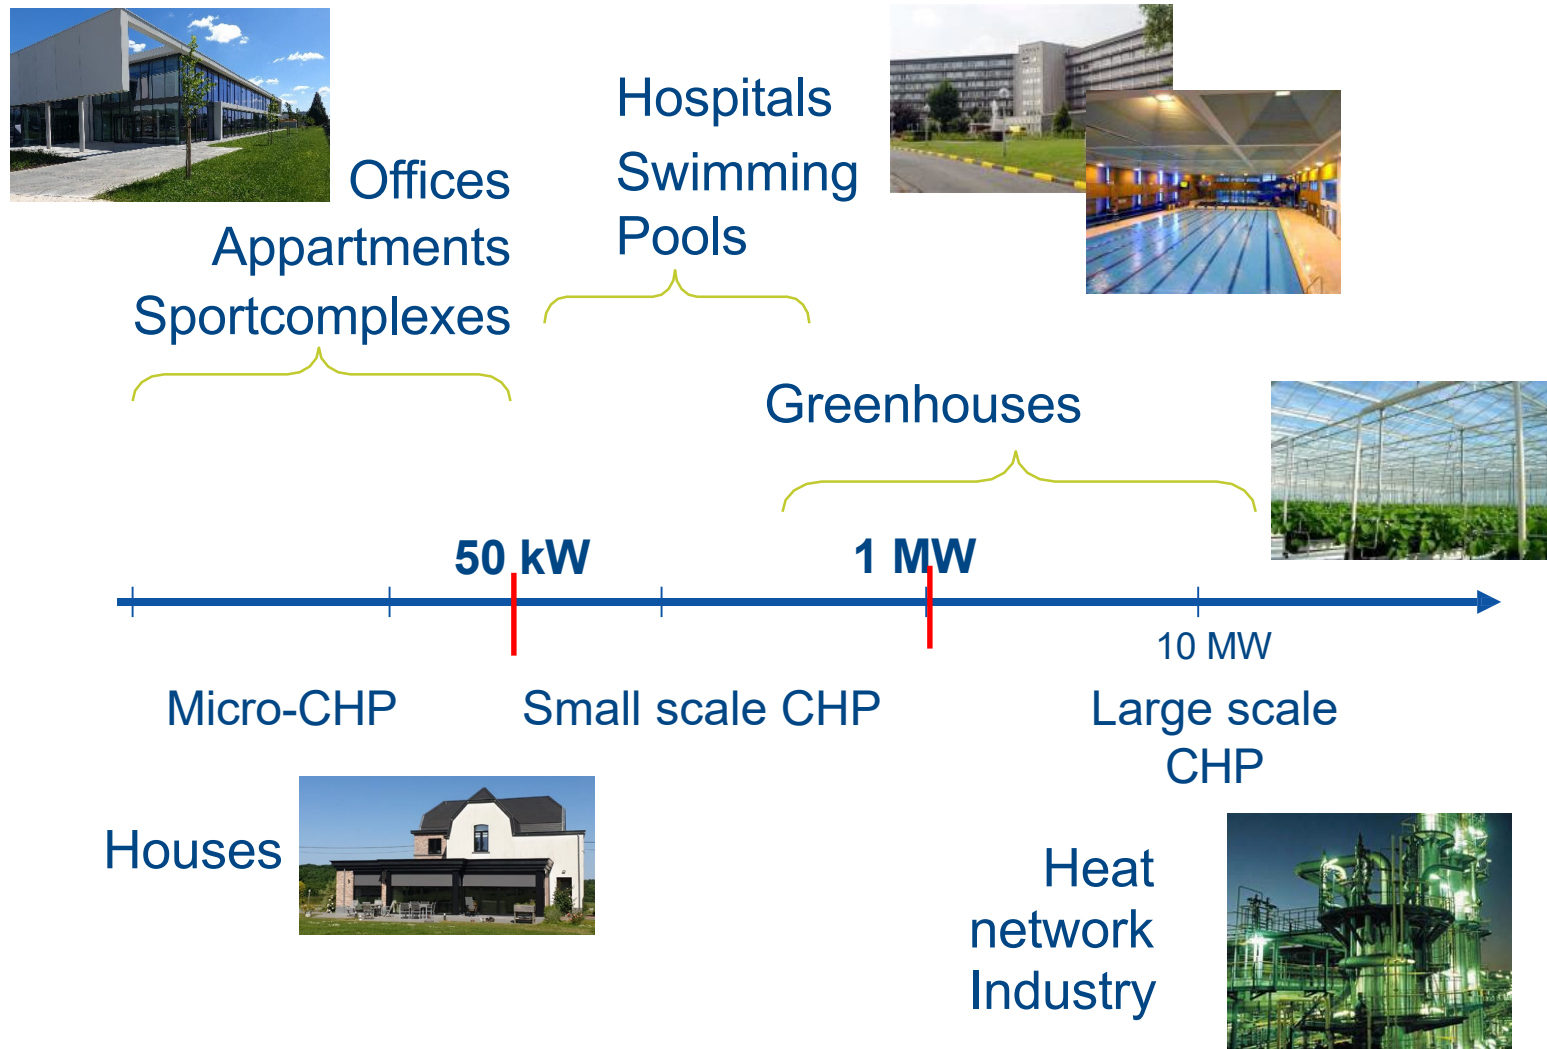 Offices
Appartments
Sportcomplexes
Hospitals
Swimming
Pools
Greenhouses
50 kW
1 MW
10 MW
Micro-CHP
Small scale CHP
Large scale
CHP
Houses
Heat
network
Industry